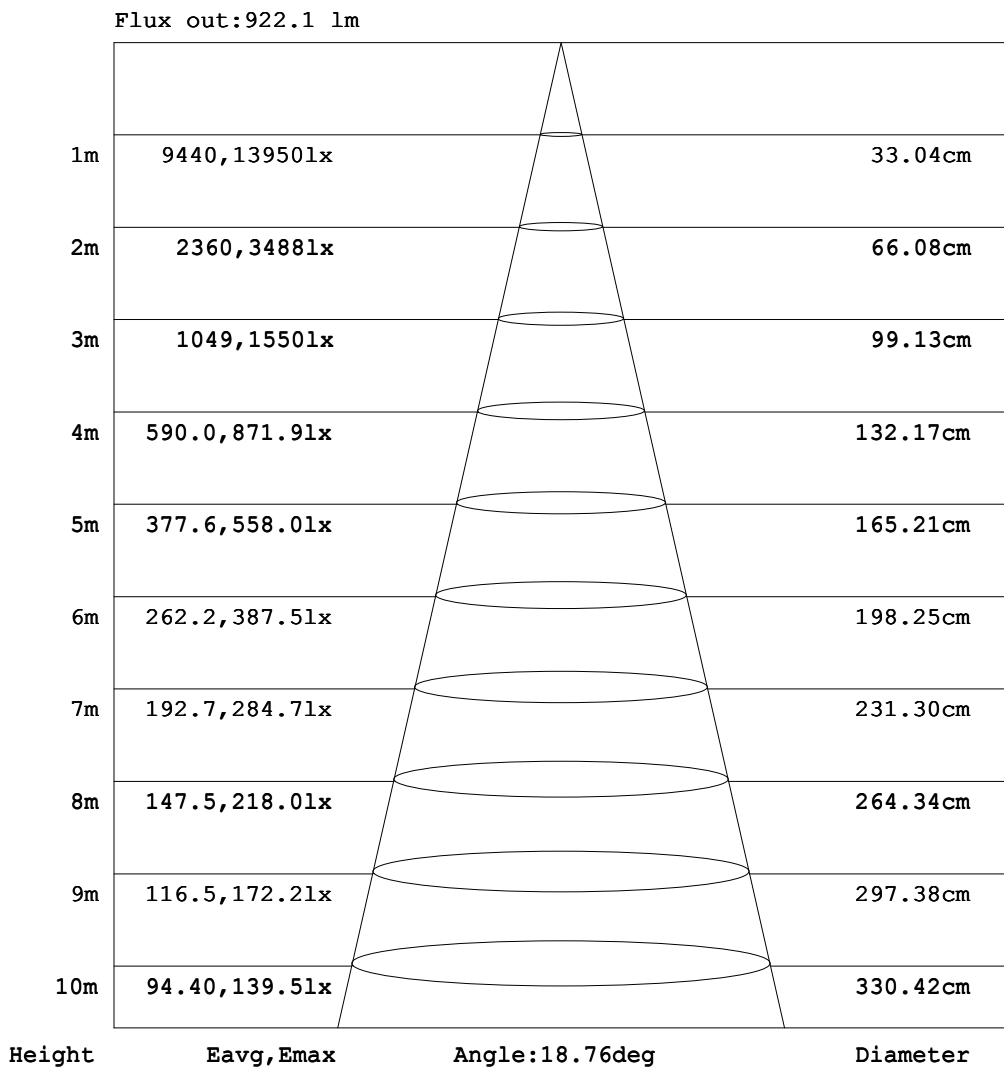 Flux out:922.1 lm
1m 9440,13950lx 33.04cm
2m 2360,3488lx 66.08cm
3m 1049,1550lx 99.13cm
4m 590.0,871.9lx 132.17cm
5m 377.6,558.0lx 165.21cm
6m 262.2,387.5lx 198.25cm
7m 192.7,284.7lx 231.30cm
8m 147.5,218.0lx 264.34cm
9m 116.5,172.2lx 297.38cm
10m 94.40,139.5lx 330.42cm
Height Eavg,Emax Angle:18.76deg Diameter